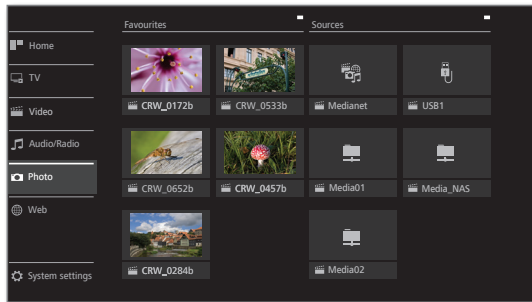 Favourites
Sources
Home
TV
Video
Audio/Radio
Photo
Web
System settings
CRW_0172b
CRW_0533b
Medianet
USB1
CRW_0652b
CRW_0457b
Media01
Media_NAS
CRW_0284b
Media02